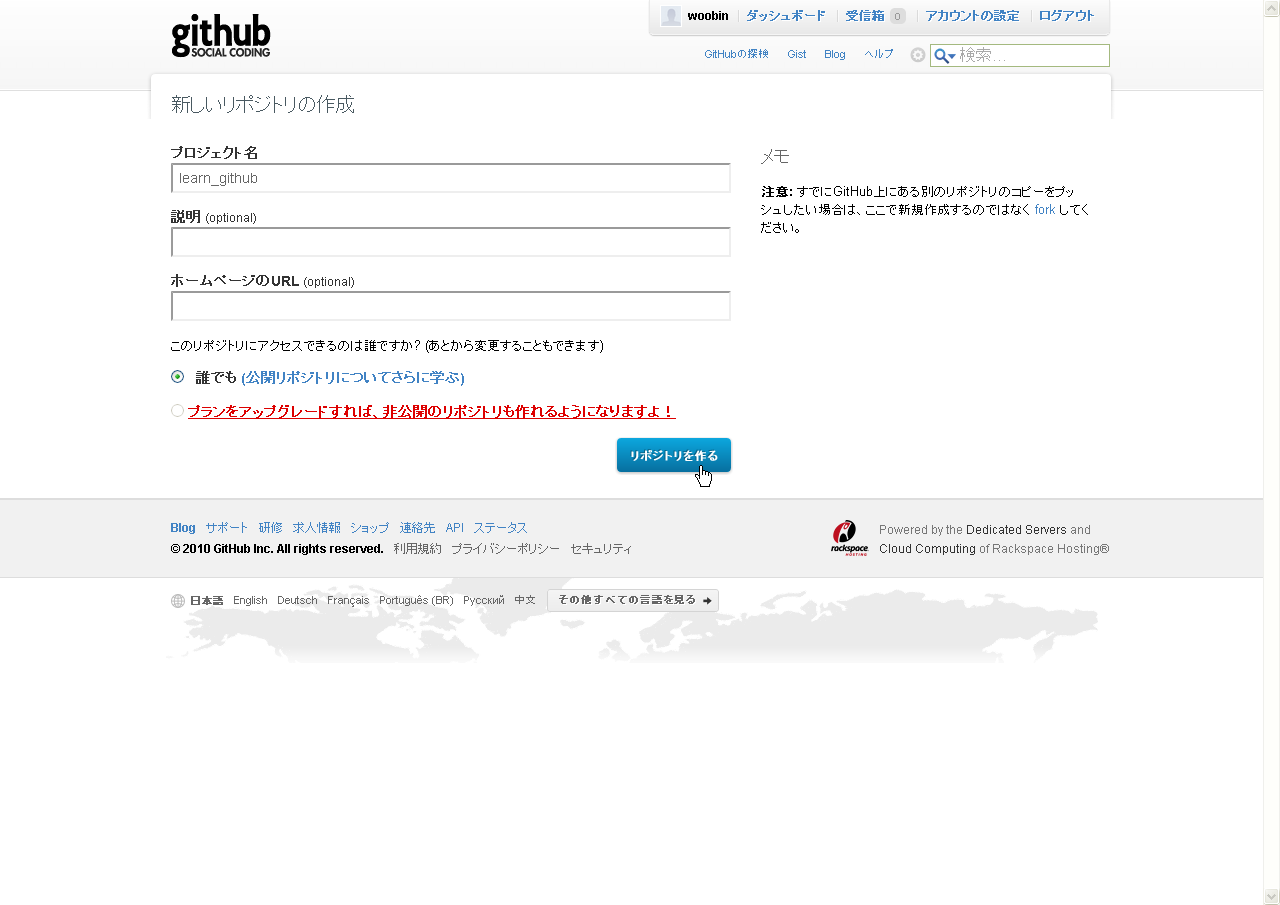 github
SOCIAL CODING
woobin ダッシュボード 受信箱 0 アカウントの設定 ログアウト
GitHubの探検 Gist Blog ヘルプ 検索...
新しいリポジトリの作成
プロジェクト名
learn_github
説明 (optional)
ホームページのURL (optional)
このリポジトリにアクセスできるのは誰ですか? (あとから変更することもできます)
誰でも (公開リポジトリについてさらに学ぶ)
プランをアップグレードすれば、非公開のリポジトリも作れるようになりますよ！
リポジトリを作る
メモ
注意: すでにGitHub上にある別のリポジトリのコピーをプッ
シュしたい場合は、ここで新規作成するのではなく fork してく
ださい。
Blog サポート 研修 求人情報 ショップ 連絡先 API ステータス
© 2010 GitHub Inc. All rights reserved. 利用規約 プライバシーポリシー セキュリティ
rackspace
HOSTING
Powered by the Dedicated Servers and
Cloud Computing of Rackspace Hosting®
日本語 English Deutsch Français Português (BR) Русский 中文 その他すべての言語を見る